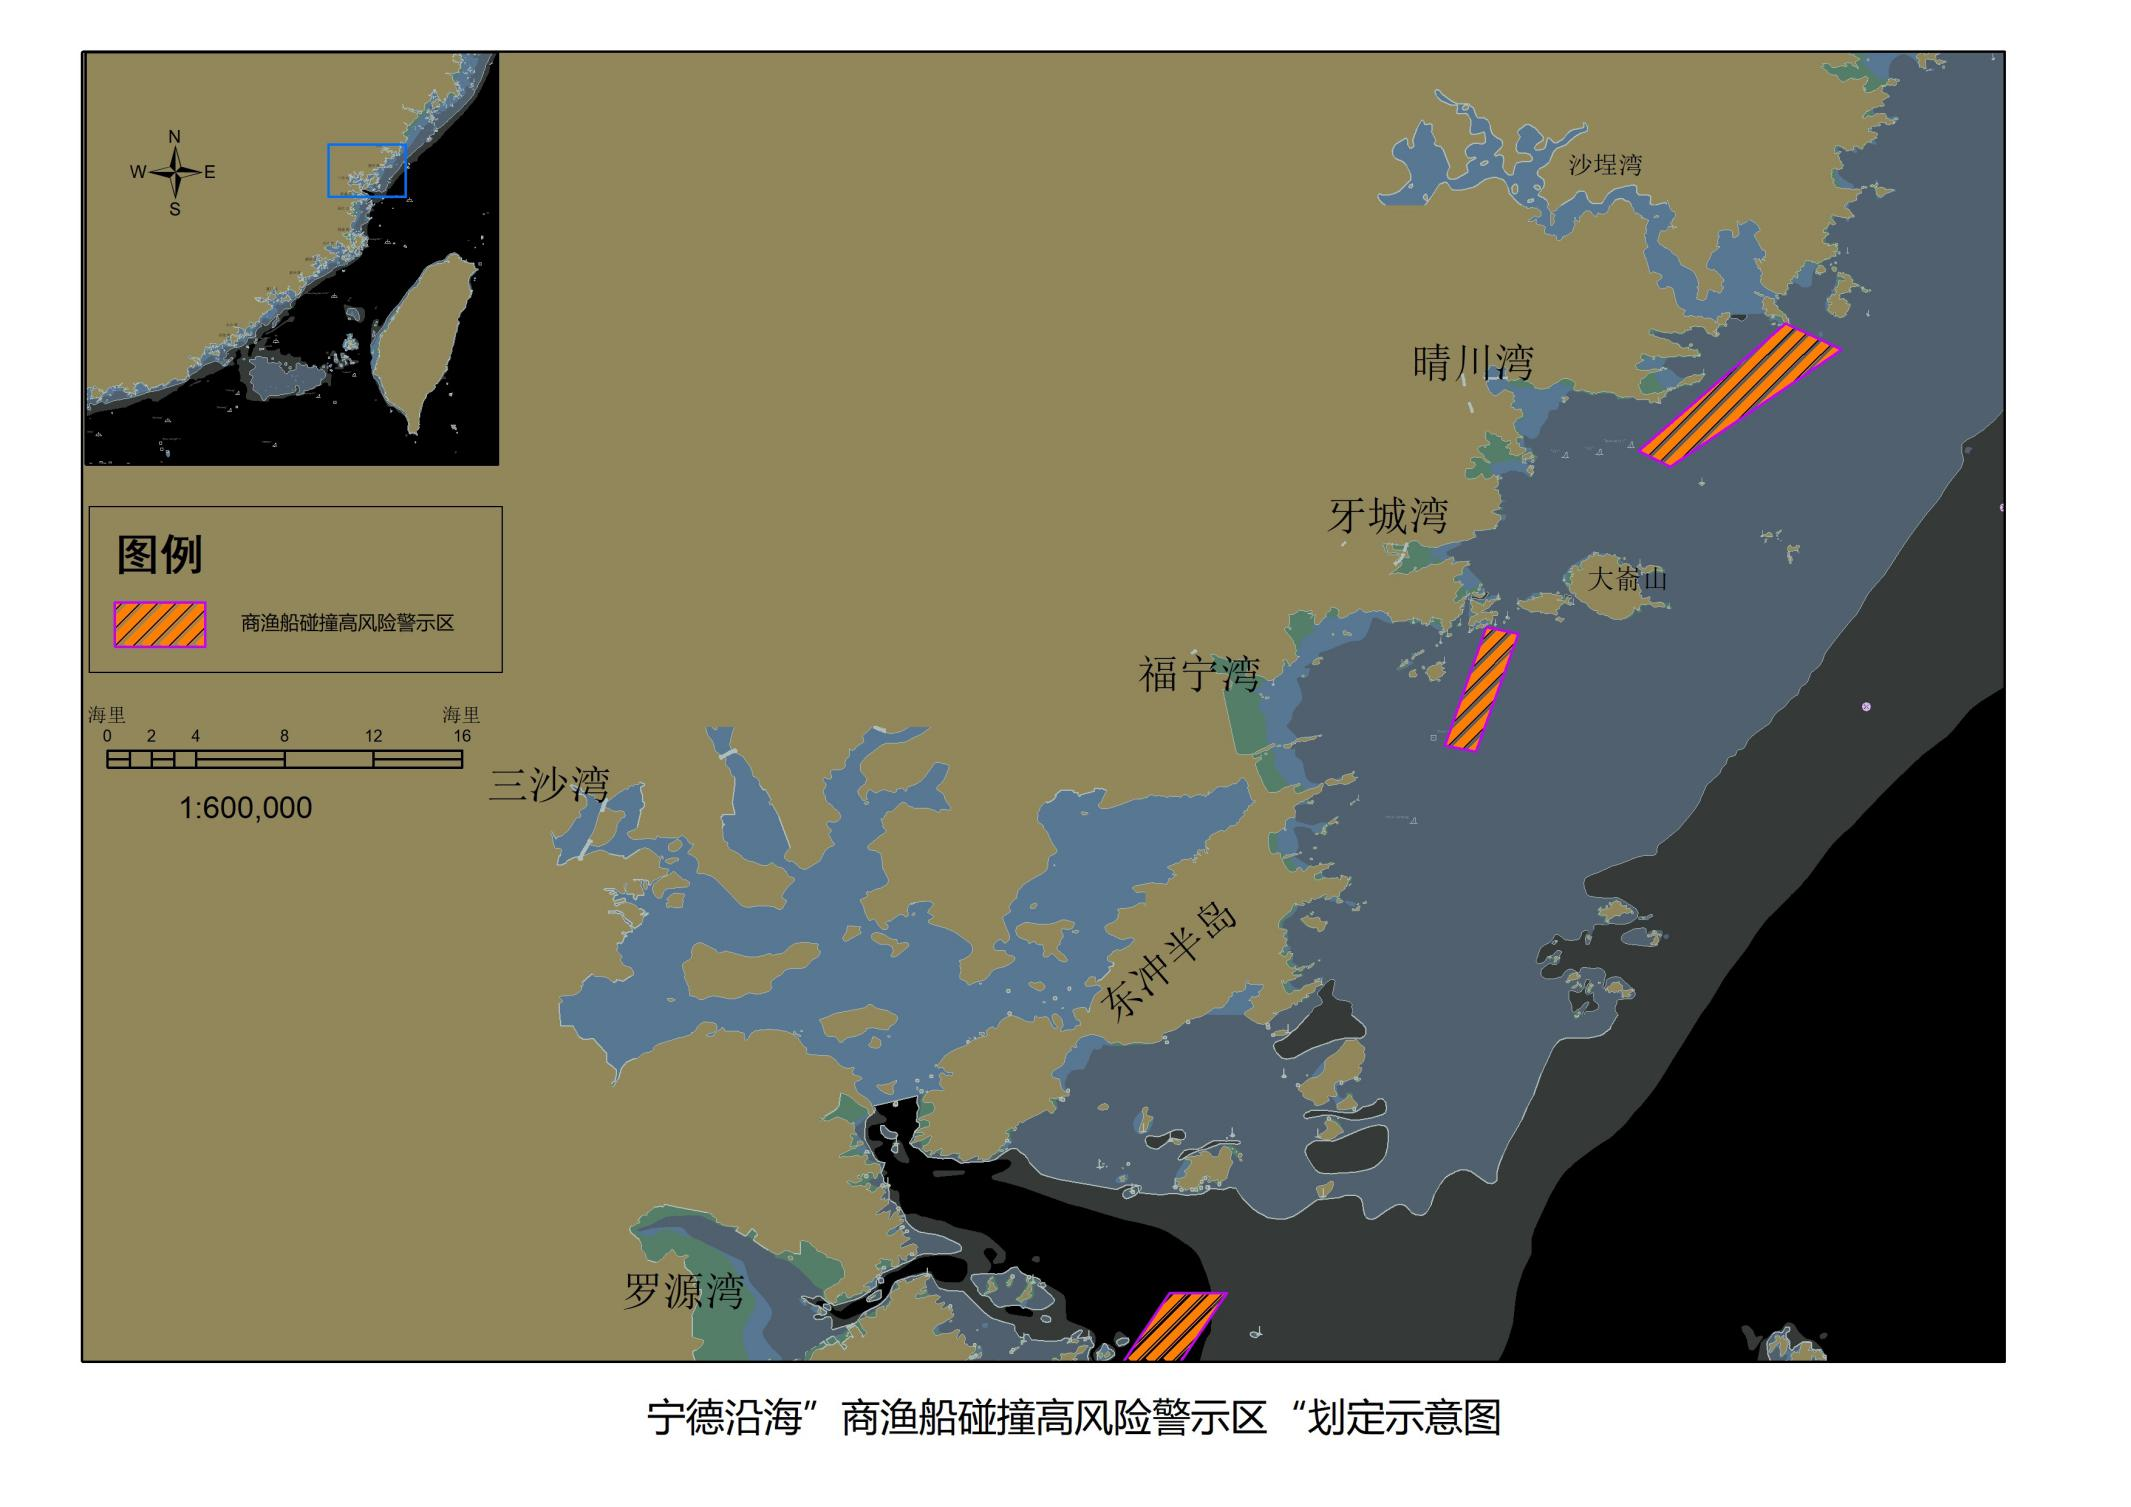 N
W E
S
沙埕湾
晴川湾
牙城湾
图例
商渔船碰撞高风险警示区
大嵛山
福宁湾
海里 海里
0 2 4 8 12 16
1:600,000
三沙湾
东冲半岛
罗源湾
宁德沿海”商渔船碰撞高风险警示区“划定示意图